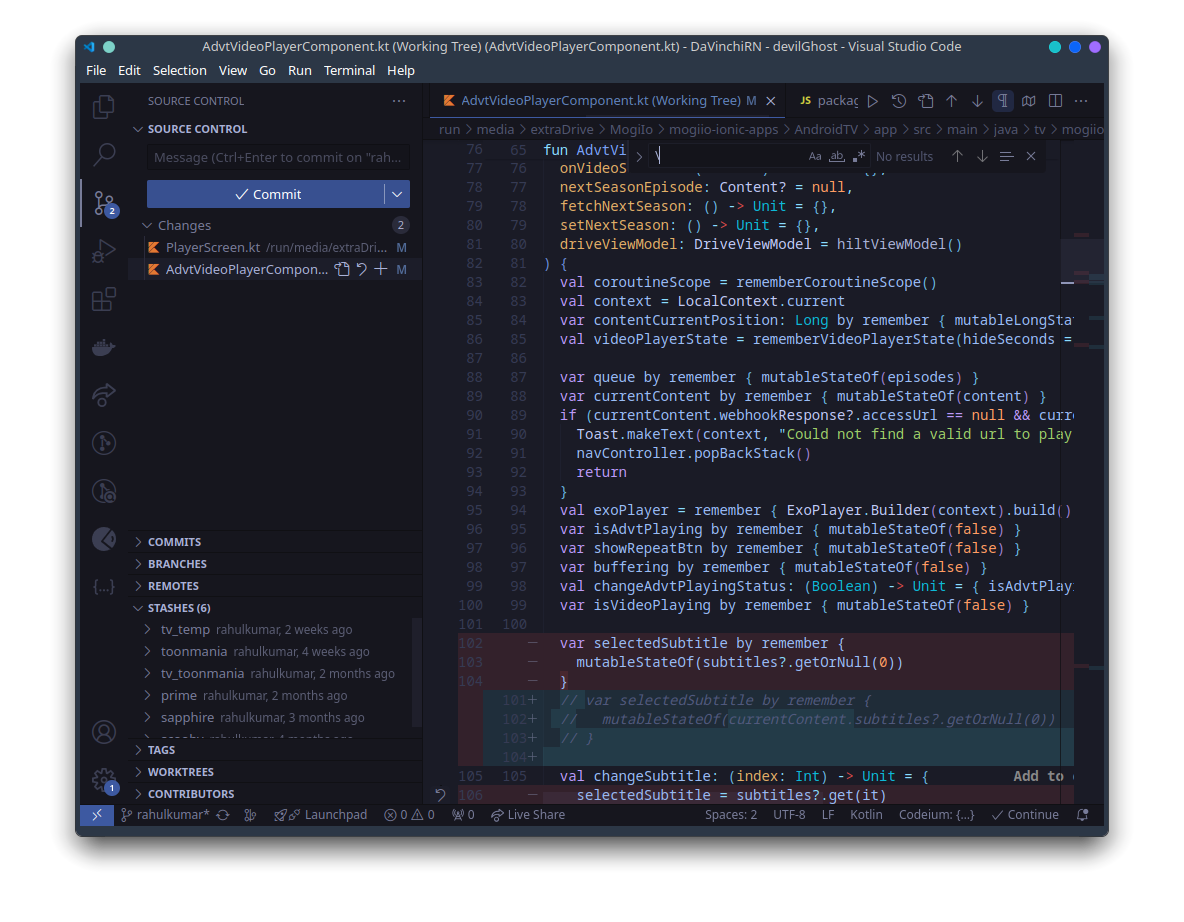 AdvtVideoPlayerComponent.kt (Working Tree) (AdvtVideoPlayerComponent.kt) - DaVinchiRN - devilGhost - Visual Studio Code
File Edit Selection View Go Run Terminal Help
SOURCE CONTROL
AdvtVideoPlayerComponent.kt (Working Tree) M
JS packag
SOURCE CONTROL
run > media > extraDrive > MogiIo > mogiio-ionic-apps > AndroidTV > app > src > main > java > tv > mogiio
Message (Ctrl+Enter to commit on "rah...
Commit
Changes 2
PlayerScreen.kt /run/media/extraDri... M
AdvtVideoPlayerCompon... M
\ Aa ab .* No results
76 65 fun AdvtVi
77 76 onVideoS
78 77 nextSeasonEpisode: Content? = null,
79 78 fetchNextSeason: () -> Unit = {},
80 79 setNextSeason: () -> Unit = {},
81 80 driveViewModel: DriveViewModel = hiltViewModel()
82 81 ) {
83 82 val coroutineScope = rememberCoroutineScope()
84 83 val context = LocalContext.current
85 84 var contentCurrentPosition: Long by remember { mutableLongSta
86 85 val videoPlayerState = rememberVideoPlayerState(hideSeconds =
87 86
88 87 var queue by remember { mutableStateOf(episodes) }
89 88 var currentContent by remember { mutableStateOf(content) }
90 89 if (currentContent.webhookResponse?.accessUrl == null && curre
91 90 Toast.makeText(context, "Could not find a valid url to play
92 91 navController.popBackStack()
93 92 return
94 93 }
95 94 val exoPlayer = remember { ExoPlayer.Builder(context).build()
96 95 var isAdvtPlaying by remember { mutableStateOf(false) }
97 96 var showRepeatBtn by remember { mutableStateOf(false) }
98 97 var buffering by remember { mutableStateOf(false) }
99 98 val changeAdvtPlayingStatus: (Boolean) -> Unit = { isAdvtPlay
100 99 var isVideoPlaying by remember { mutableStateOf(false) }
101 100
102 — var selectedSubtitle by remember {
103 — mutableStateOf(subtitles?.getOrNull(0))
104 — }
101+ // var selectedSubtitle by remember {
102+ // mutableStateOf(currentContent.subtitles?.getOrNull(0))
103+ // }
104+
105 105 val changeSubtitle: (index: Int) -> Unit = { Add to
106 — selectedSubtitle = subtitles?.get(it)
COMMITS
BRANCHES
REMOTES
STASHES (6)
tv_temp rahulkumar, 2 weeks ago
toonmania rahulkumar, 4 weeks ago
tv_toonmania rahulkumar, 2 months ago
prime rahulkumar, 2 months ago
sapphire rahulkumar, 3 months ago
TAGS
WORKTREES
CONTRIBUTORS
2
1
rahulkumar* Launchpad 0 0 0 Live Share Spaces: 2 UTF-8 LF Kotlin Codeium: {...} Continue